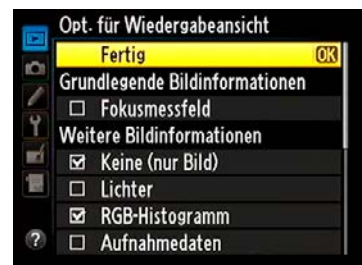 Opt. für Wiedergabeansicht
Fertig OK
Grundlegende Bildinformationen
Fokusmessfeld
Weitere Bildinformationen
Keine (nur Bild)
Lichter
RGB-Histogramm
Aufnahmedaten
?